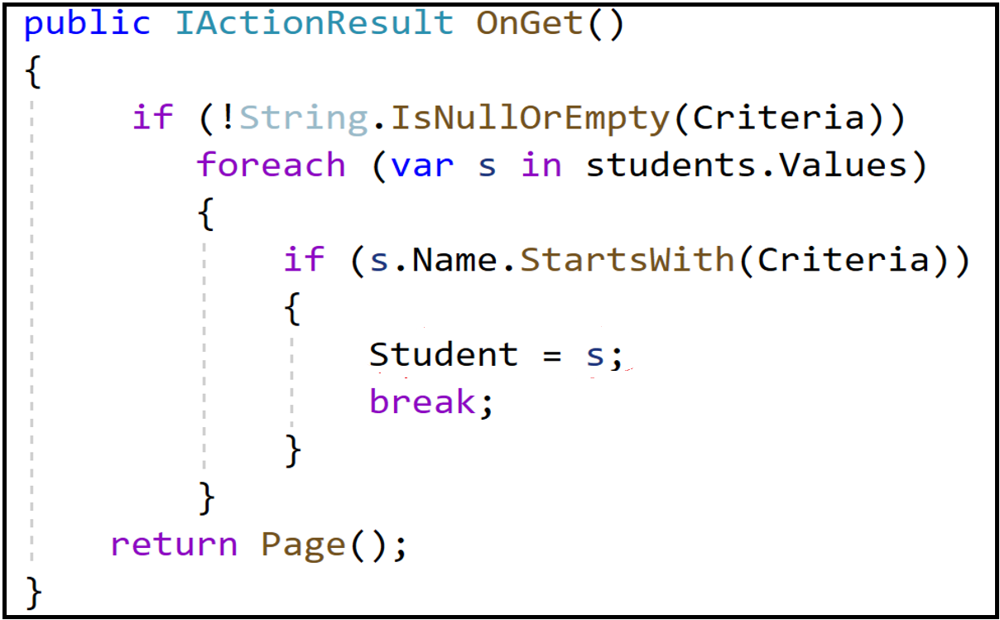 public IActionResult OnGet()
{
if (!String.IsNullOrEmpty(Criteria))
foreach (var s in students.Values)
{
if (s.Name.StartsWith(Criteria))
{
Student = s;
break;
}
}
return Page();
}